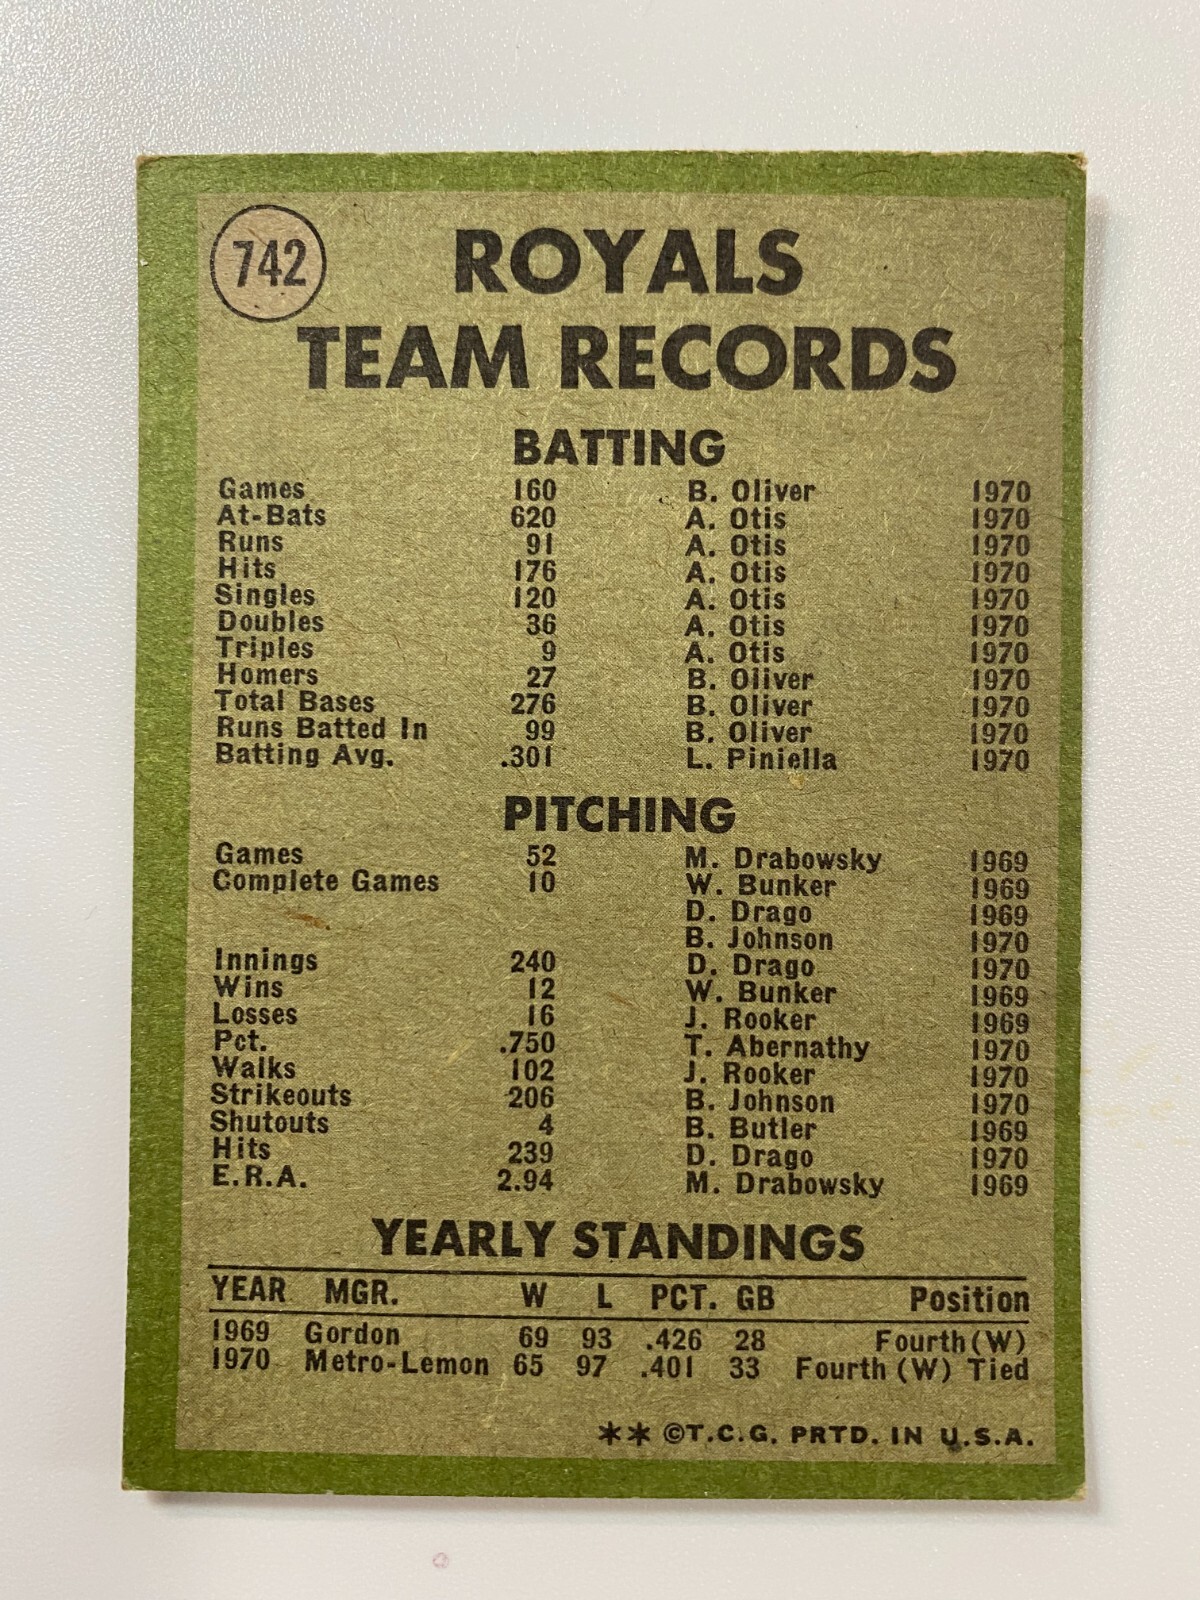 742
ROYALS
TEAM RECORDS
BATTING
Games 160 B. Oliver 1970
At-Bats 620 A. Otis 1970
Runs 91 A. Otis 1970
Hits 176 A. Otis 1970
Singles 120 A. Otis 1970
Doubles 36 A. Otis 1970
Triples 9 A. Otis 1970
Homers 27 B. Oliver 1970
Total Bases 276 B. Oliver 1970
Runs Batted In 99 B. Oliver 1970
Batting Avg. .301 L. Piniella 1970
PITCHING
Games 52 M. Drabowsky 1969
Complete Games 10 W. Bunker 1969
D. Drago 1969
B. Johnson 1970
Innings 240 D. Drago 1970
Wins 12 W. Bunker 1969
Losses 16 J. Rooker 1969
Pct. .750 T. Abernathy 1970
Walks 102 J. Rooker 1970
Strikeouts 206 B. Johnson 1970
Shutouts 4 B. Butler 1969
Hits 239 D. Drago 1970
E.R.A. 2.94 M. Drabowsky 1969
YEARLY STANDINGS
YEAR MGR. W L PCT. GB Position
1969 Gordon 69 93 .426 28 Fourth (W)
1970 Metro-Lemon 65 97 .401 33 Fourth (W) Tied
** ©T.C.G. PRTD. IN U.S.A.